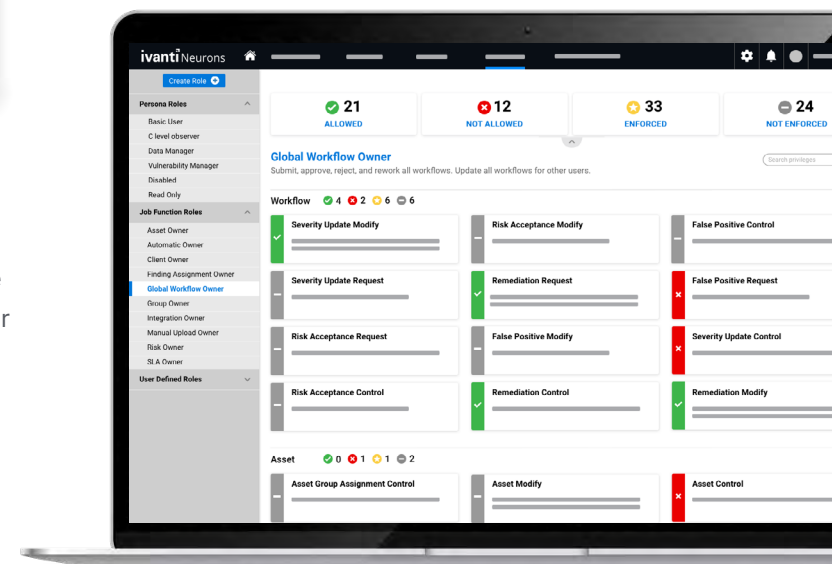 ivanti Neurons
Create Role
Persona Roles
Basic User
C level observer
Data Manager
Vulnerability Manager
Disabled
Read Only
Job Function Roles
Asset Owner
Automatic Owner
Client Owner
Finding Assignment Owner
Global Workflow Owner
Group Owner
Integration Owner
Manual Upload Owner
Risk Owner
SLA Owner
User Defined Roles
21
ALLOWED
12
NOT ALLOWED
33
ENFORCED
24
NOT ENFORCED
Global Workflow Owner
Submit, approve, reject, and rework all workflows. Update all workflows for other users.
Search privileges
Workflow 4 2 6 6
Severity Update Modify
Risk Acceptance Modify
False Positive Control
Severity Update Request
Remediation Request
False Positive Request
Risk Acceptance Request
False Positive Modify
Severity Update Control
Risk Acceptance Control
Remediation Control
Remediation Modify
Asset 0 1 1 2
Asset Group Assignment Control
Asset Modify
Asset Control
r